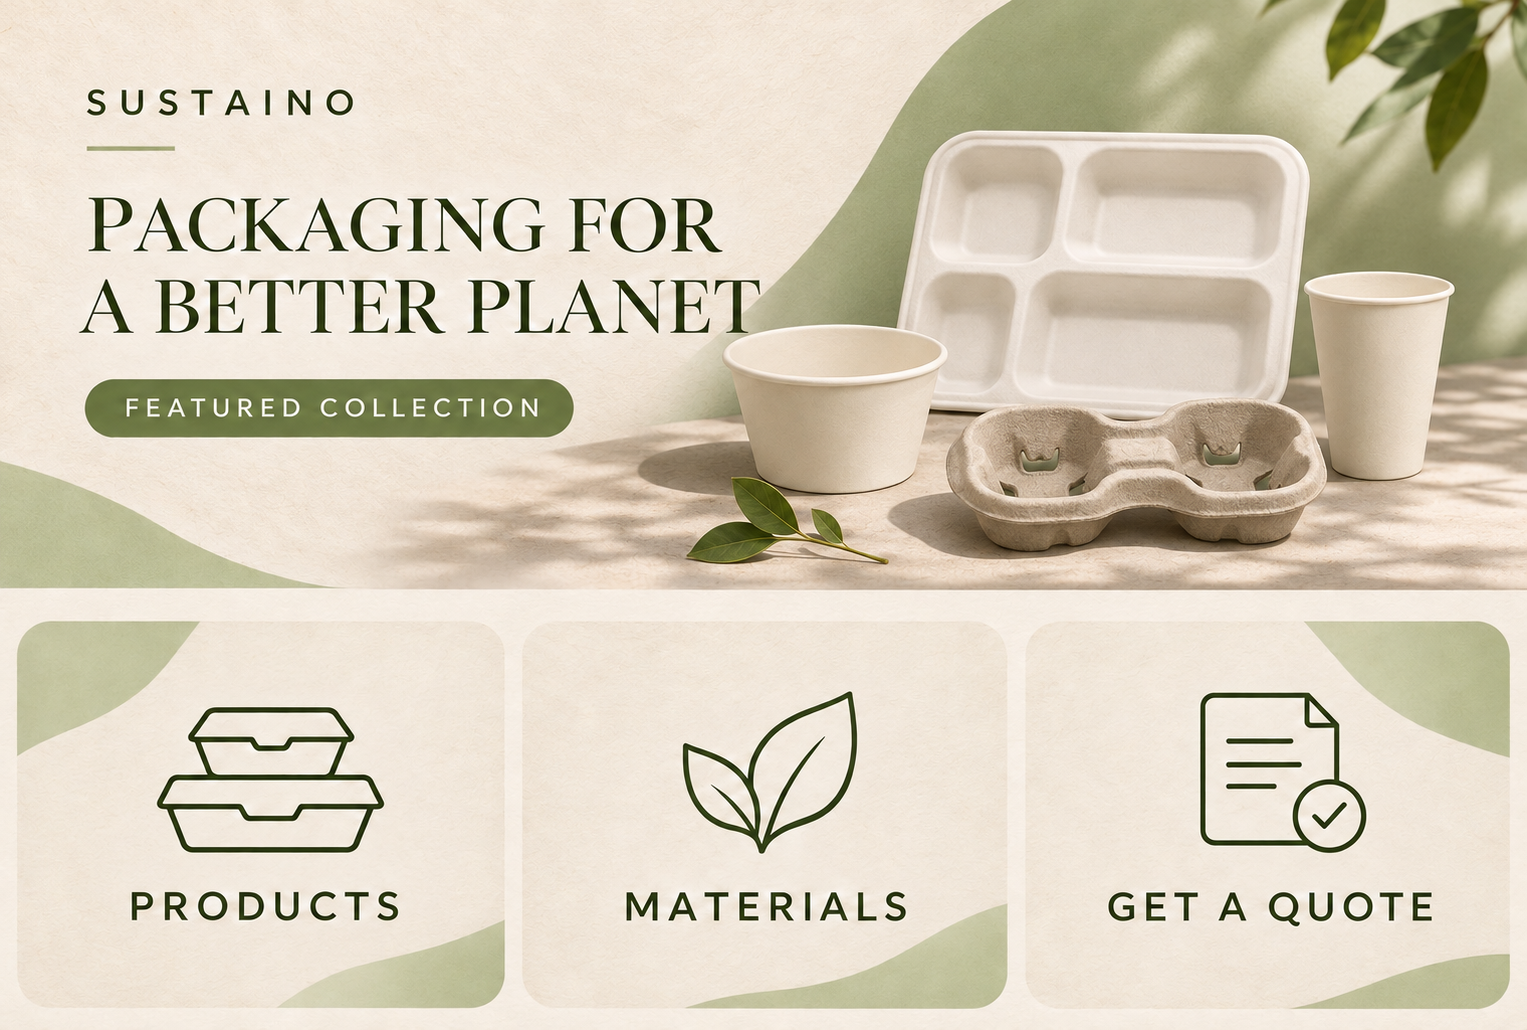 SUSTAINO
PACKAGING FOR
A BETTER PLANET
FEATURED COLLECTION
PRODUCTS
MATERIALS
GET A QUOTE